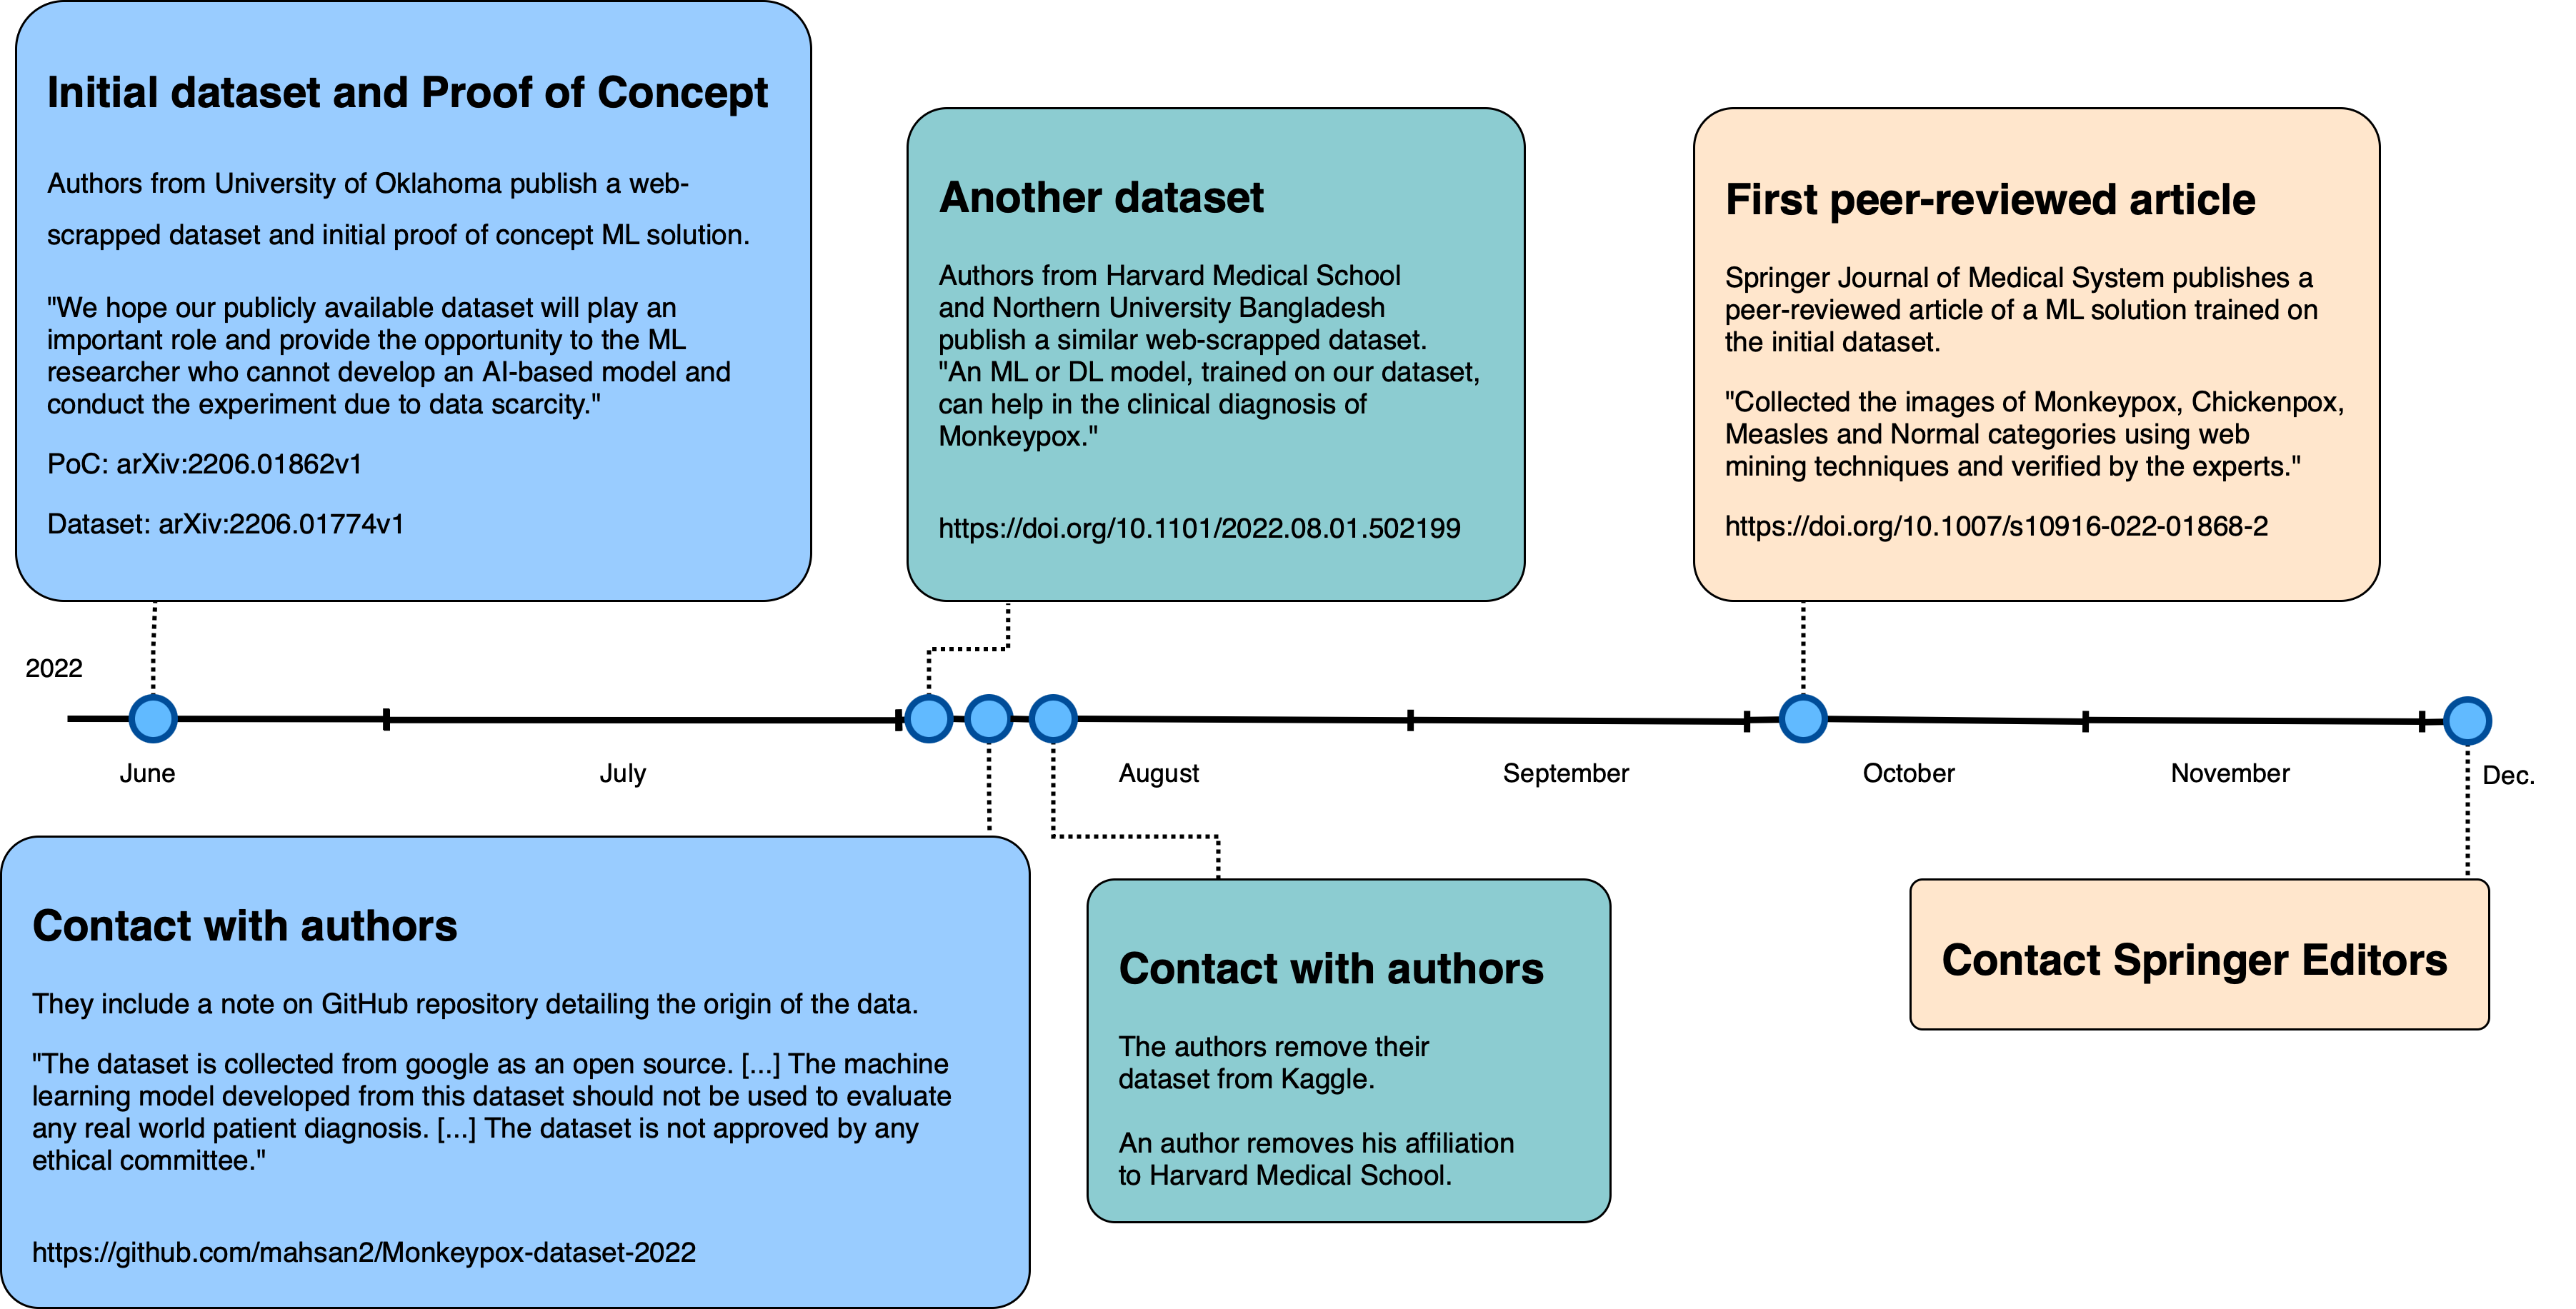 Initial dataset and Proof of Concept
Authors from University of Oklahoma publish a web-
scrapped dataset and initial proof of concept ML solution.
"We hope our publicly available dataset will play an
important role and provide the opportunity to the ML
researcher who cannot develop an AI-based model and
conduct the experiment due to data scarcity."
PoC: arXiv:2206.01862v1
Dataset: arXiv:2206.01774v1
Another dataset
Authors from Harvard Medical School
and Northern University Bangladesh
publish a similar web-scrapped dataset.
"An ML or DL model, trained on our dataset,
can help in the clinical diagnosis of
Monkeypox."
https://doi.org/10.1101/2022.08.01.502199
First peer-reviewed article
Springer Journal of Medical System publishes a
peer-reviewed article of a ML solution trained on
the initial dataset.
"Collected the images of Monkeypox, Chickenpox,
Measles and Normal categories using web
mining techniques and verified by the experts."
https://doi.org/10.1007/s10916-022-01868-2
2022
June
July
August
September
October
November
Dec.
Contact with authors
They include a note on GitHub repository detailing the origin of the data.
"The dataset is collected from google as an open source. [...] The machine
learning model developed from this dataset should not be used to evaluate
any real world patient diagnosis. [...] The dataset is not approved by any
ethical committee."
https://github.com/mahsan2/Monkeypox-dataset-2022
Contact with authors
The authors remove their
dataset from Kaggle.
An author removes his affiliation
to Harvard Medical School.
Contact Springer Editors